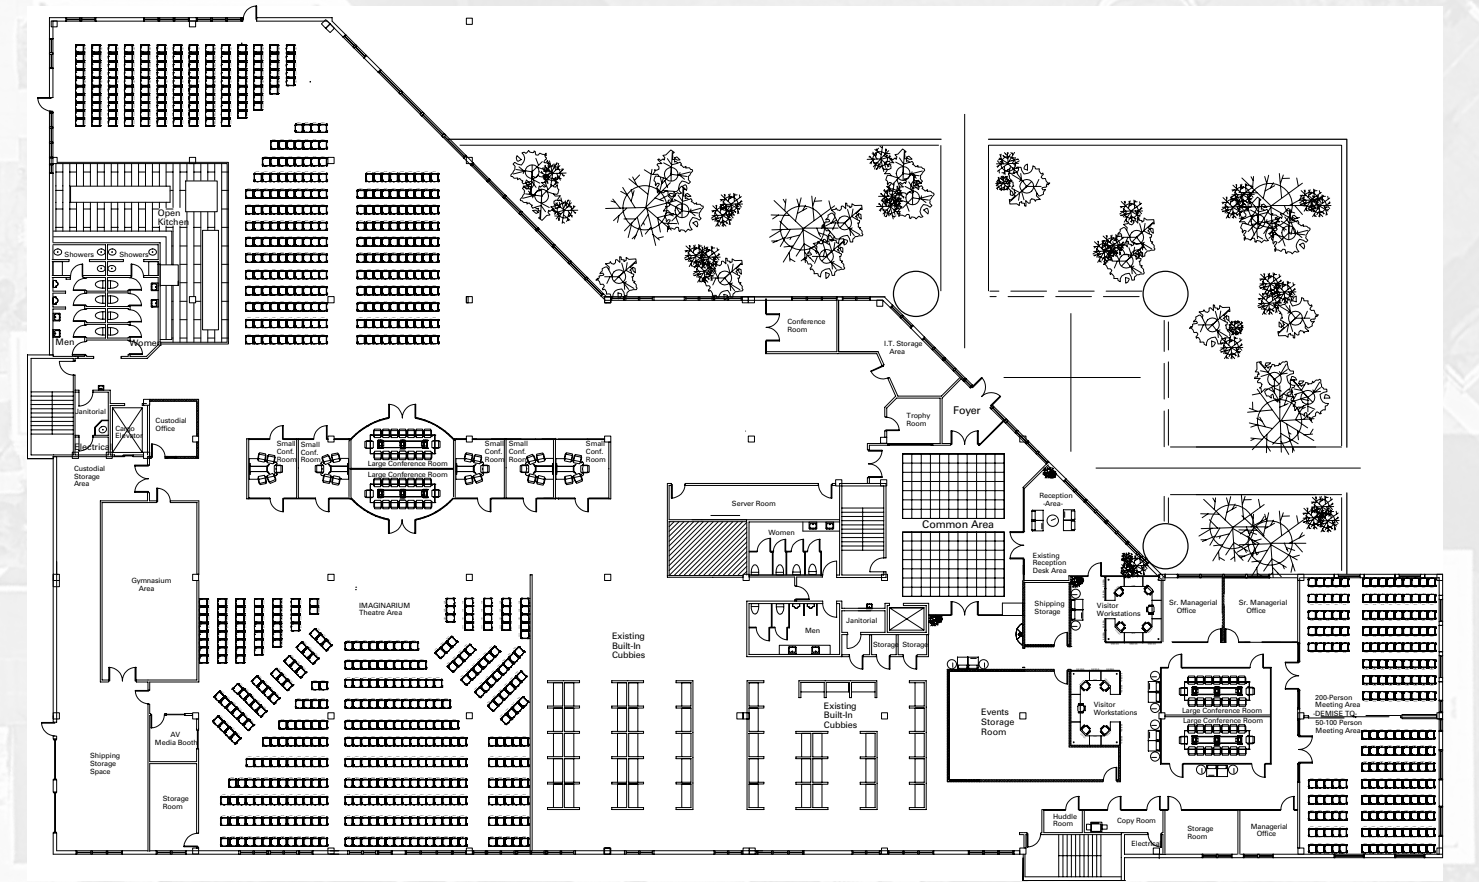 Open
Kitchen
Showers
Showers
Men
Women
Janitorial
Electrical
Cargo
Elevator
Custodial
Office
Custodial
Storage
Area
Small
Conf.
Room
Small
Conf.
Room
Large Conference Room
Large Conference Room
Small
Conf.
Room
Small
Conf.
Room
Small
Conf.
Room
Conference
Room
I.T. Storage
Area
Trophy
Room
Foyer
Server Room
Women
Common Area
Reception
-Area-
Existing
Reception
Desk Area
Gymnasium
Area
IMAGINARIUM
Theatre Area
Existing
Built-In
Cubbies
Men
Janitorial
Storage
Storage
Shipping
Storage
Visitor
Workstations
Sr. Managerial
Office
Sr. Managerial
Office
Existing
Built-In
Cubbies
Events
Storage
Room
Visitor
Workstations
Large Conference Room
Large Conference Room
200-Person
Meeting Area
-DEMISE TO-
50-100 Person
Meeting Area
AV
Media Booth
Shipping
Storage
Space
Storage
Room
Huddle
Room
Copy Room
Electrical
Storage
Room
Managerial
Office